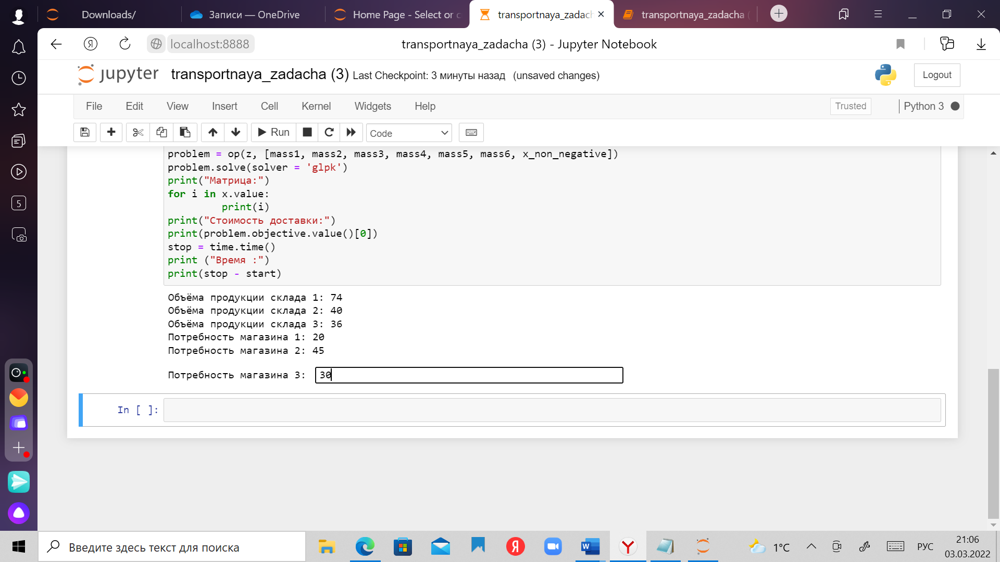 Downloads/
Записи — OneDrive
Home Page - Select or c
transportnaya_zadach
transportnaya_zadacha (
localhost:8888
transportnaya_zadacha (3) - Jupyter Notebook
jupyter
transportnaya_zadacha (3) Last Checkpoint: 3 минуты назад (unsaved changes)
Logout
File Edit View Insert Cell Kernel Widgets Help
Trusted
Python 3
Run
Code
problem = op(z, [mass1, mass2, mass3, mass4, mass5, mass6, x_non_negative])
problem.solve(solver = 'glpk')
print("Матрица:")
for i in x.value:
         print(i)
print("Стоимость доставки:")
print(problem.objective.value()[0])
stop = time.time()
print ("Время :")
print(stop - start)
Объёма продукции склада 1: 74
Объёма продукции склада 2: 40
Объёма продукции склада 3: 36
Потребность магазина 1: 20
Потребность магазина 2: 45
Потребность магазина 3: 30
In [ ]:
5
Введите здесь текст для поиска
Я
W
1°C
РУС
21:06
03.03.2022